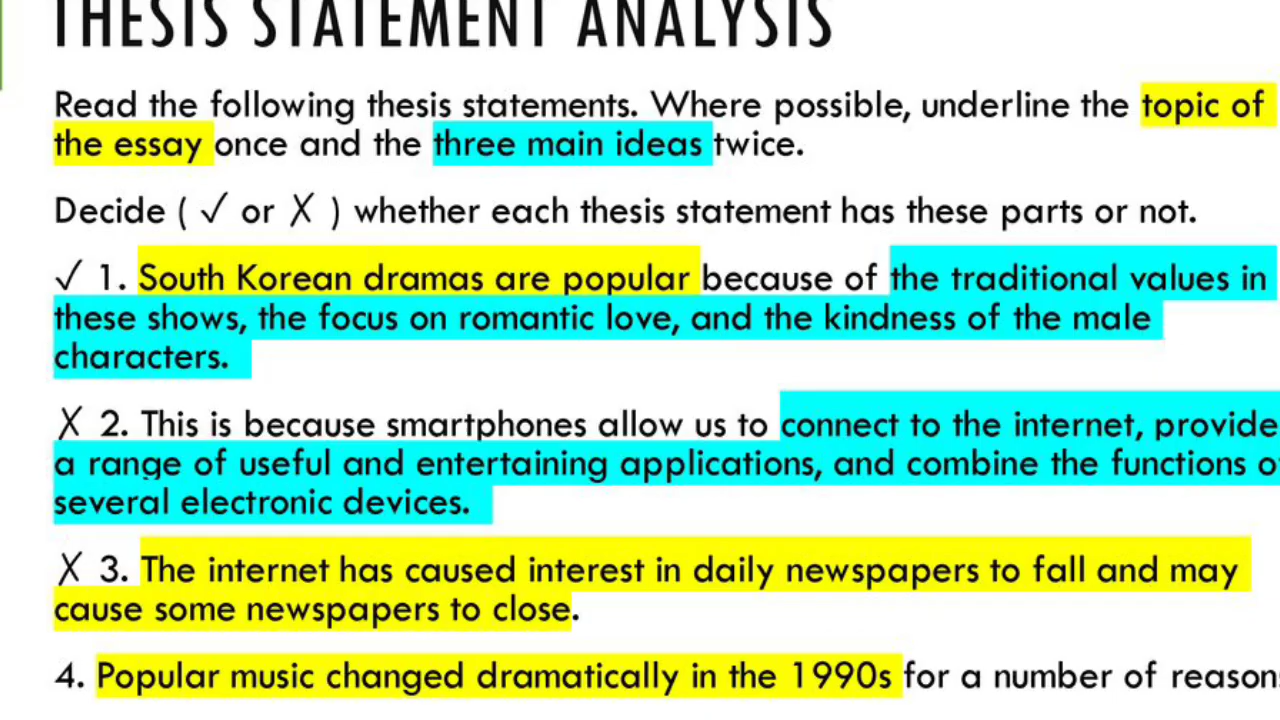 THESIS STATEMENT ANALYSIS
Read the following thesis statements. Where possible, underline the topic of
the essay once and the three main ideas twice.
Decide ( ✓ or ✗ ) whether each thesis statement has these parts or not.
✓ 1. South Korean dramas are popular because of the traditional values in
these shows, the focus on romantic love, and the kindness of the male
characters.
✗ 2. This is because smartphones allow us to connect to the internet, provide
a range of useful and entertaining applications, and combine the functions of
several electronic devices.
✗ 3. The internet has caused interest in daily newspapers to fall and may
cause some newspapers to close.
4. Popular music changed dramatically in the 1990s for a number of reasons